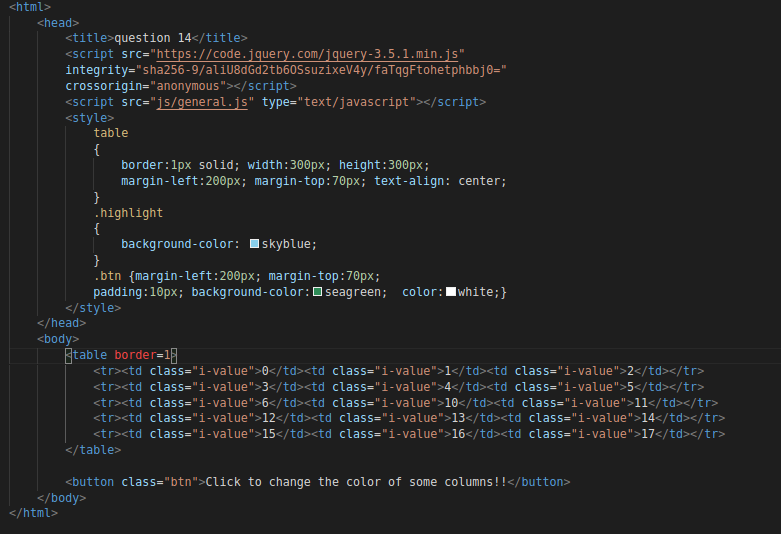 <html>
<head>
<title>question 14</title>
<script src="https://code.jquery.com/jquery-3.5.1.min.js"
integrity="sha256-9/aliU8dGd2tb6OSsuzixeV4y/faTqgFtohetphbbj0="
crossorigin="anonymous"></script>
<script src="js/general.js" type="text/javascript"></script>
<style>
table
{
border:1px solid; width:300px; height:300px;
margin-left:200px; margin-top:70px; text-align: center;
}
.highlight
{
background-color: skyblue;
}
.btn {margin-left:200px; margin-top:70px;
padding:10px; background-color:seagreen;  color:white;}
</style>
</head>
<body>
<table border=1>
<tr><td class="i-value">0</td><td class="i-value">1</td><td class="i-value">2</td></tr>
<tr><td class="i-value">3</td><td class="i-value">4</td><td class="i-value">5</td></tr>
<tr><td class="i-value">6</td><td class="i-value">10</td><td class="i-value">11</td></tr>
<tr><td class="i-value">12</td><td class="i-value">13</td><td class="i-value">14</td></tr>
<tr><td class="i-value">15</td><td class="i-value">16</td><td class="i-value">17</td></tr>
</table>
<button class="btn">Click to change the color of some columns!!</button>
</body>
</html>